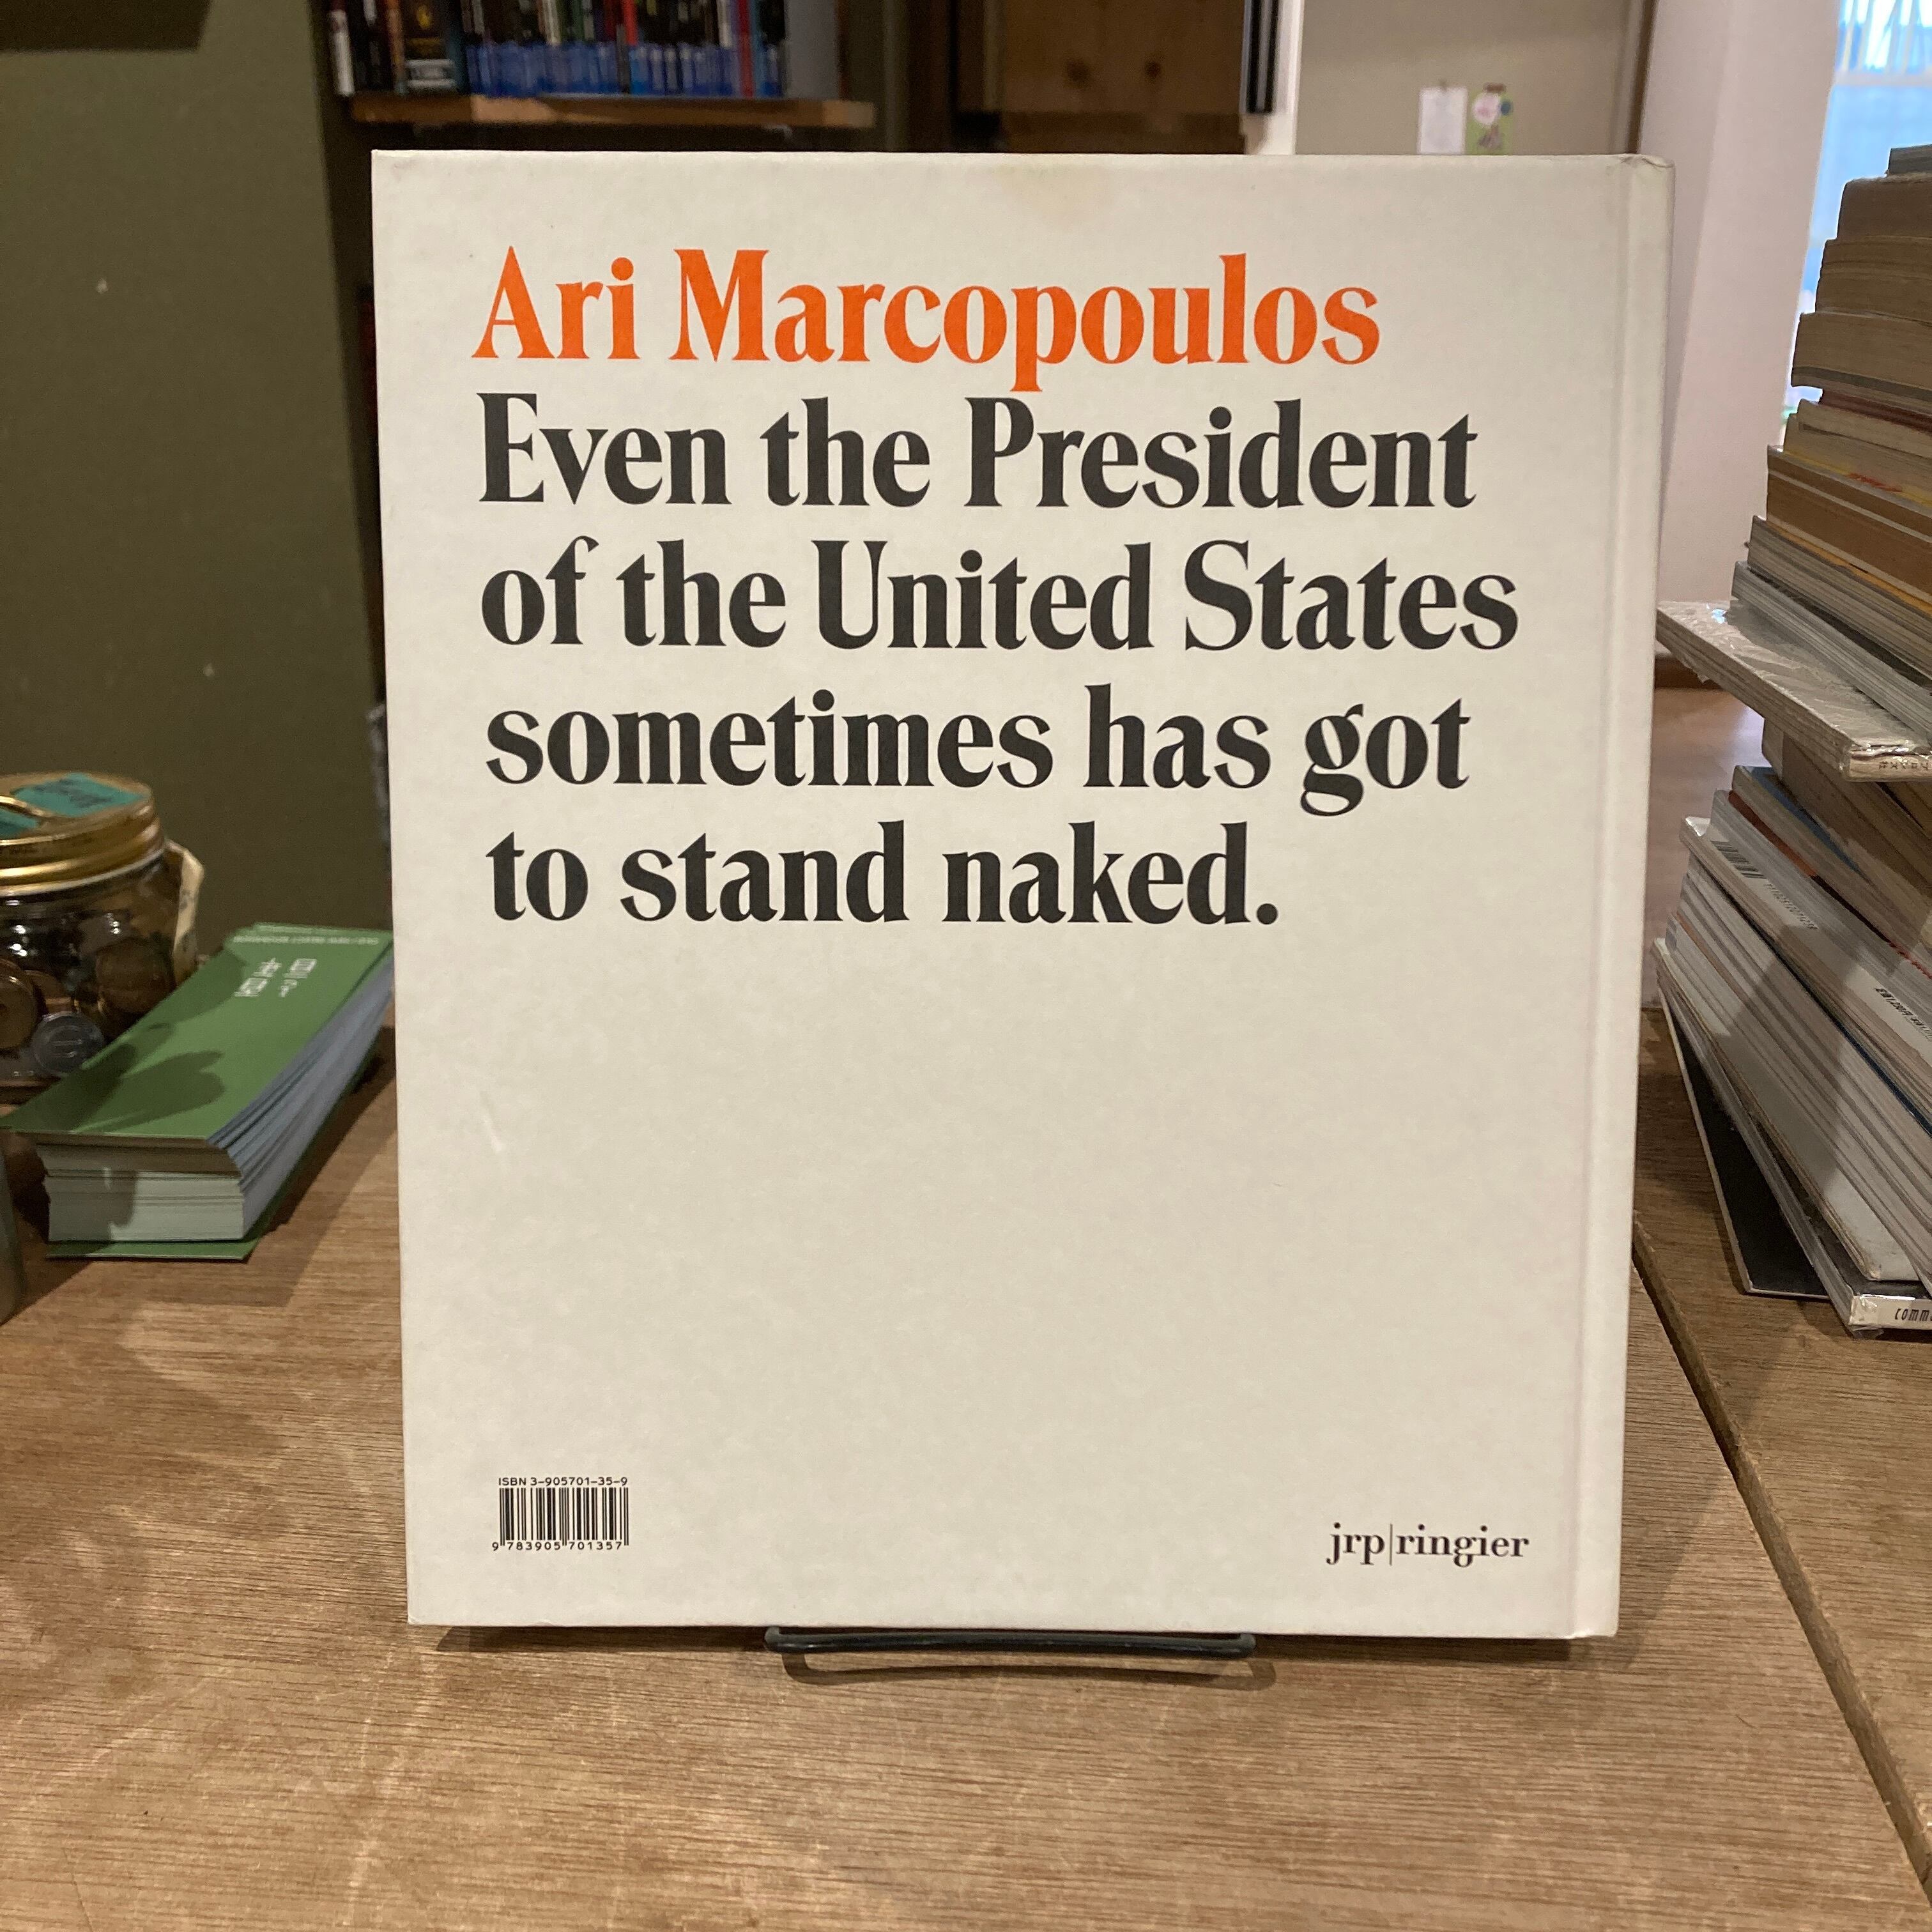 Ari Marcopoulos
Even the President
of the United States
sometimes has got
to stand naked.
ISBN 3-905701-35-9
9 783905 701357
jrp|ringier